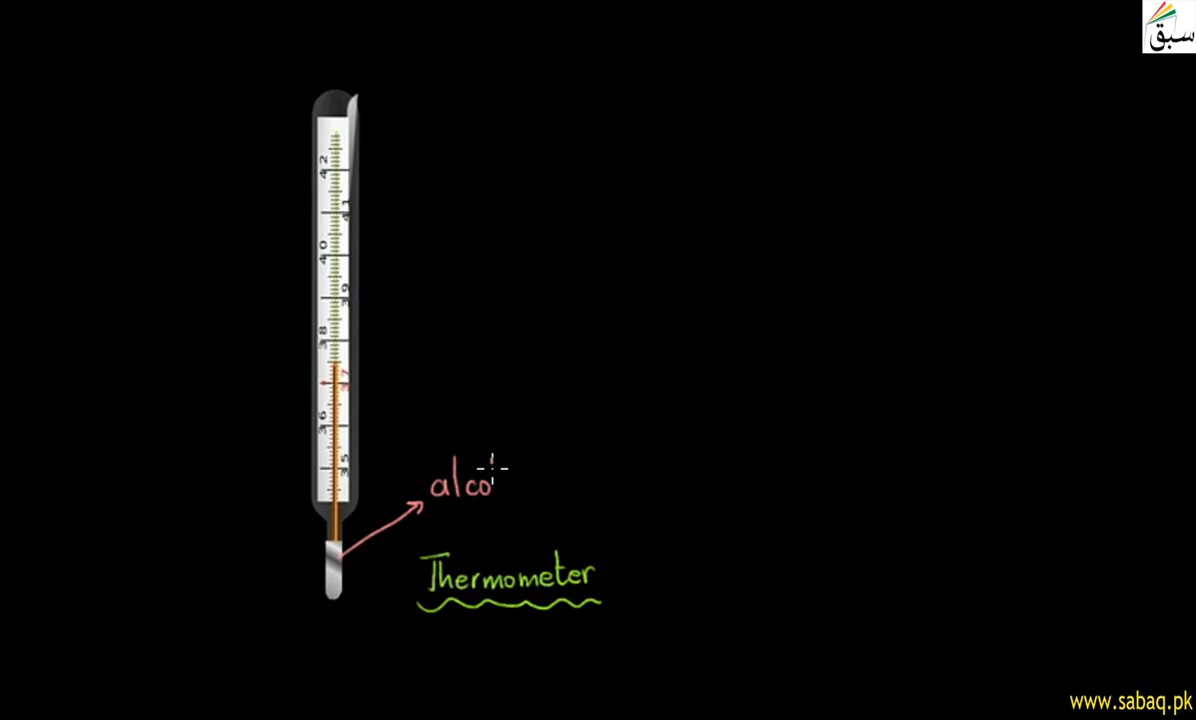 سبق
42
41
40
39
38
37
36
35
alco
Thermometer
www.sabaq.pk